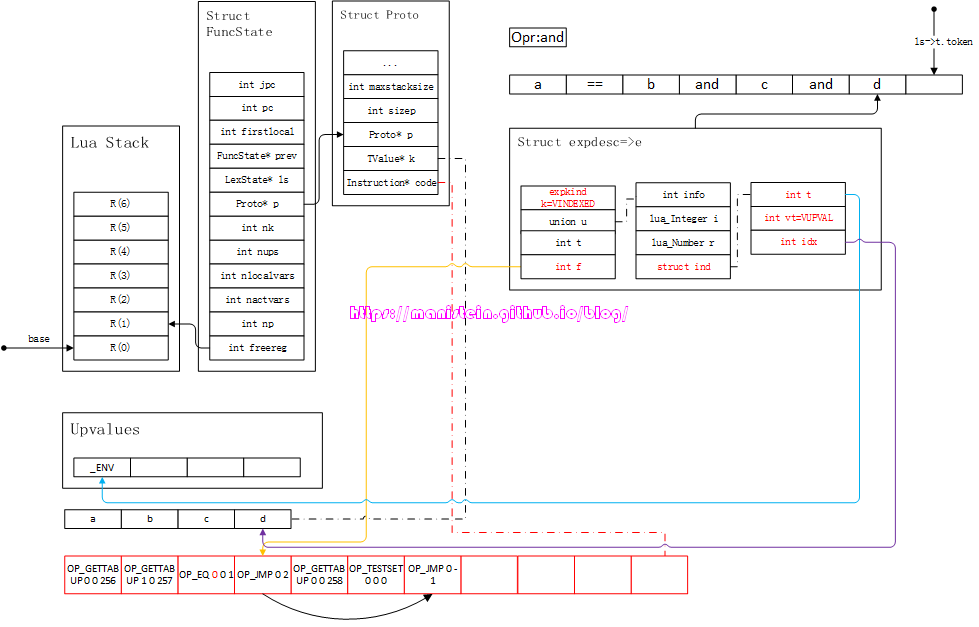 Opr:and
ls->t.token
a == b and c and d
Lua Stack
R(6)
R(5)
R(4)
R(3)
R(2)
R(1)
R(0)
base
Struct
FuncState
int jpc
int pc
int firstlocal
FuncState* prev
LexState* ls
Proto* p
int nk
int nups
int nlocalvars
int nactvars
int np
int freereg
Struct Proto
...
int maxstacksize
int sizep
Proto* p
TValue* k
Instruction* code
Struct expdesc=>e
expkind
k=VINDEXED
union u
int t
int f
int info
lua_Integer i
lua_Number r
struct ind
int t
int vt=VUPVAL
int idx
https://manistein.github.io/blog/
Upvalues
_ENV
a b c d
OP_GETTAB
UP 0 0 256
OP_GETTAB
UP 1 0 257
OP_EQ 0 0 1
OP_JMP 0 2
OP_GETTAB
UP 0 0 258
OP_TESTSET
0 0 0
OP_JMP 0 -
1